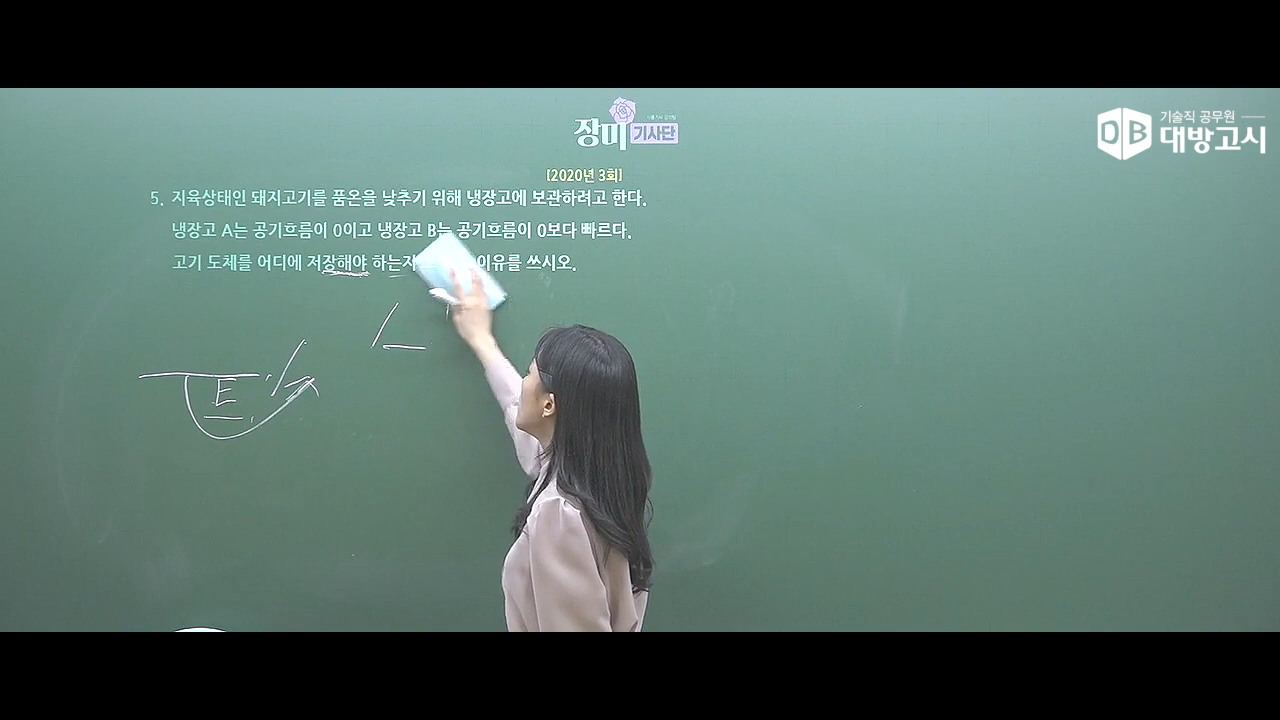 장미 기사단
기술직 공무원
대방고시
DB
[2020년 3회]
5. 지육상태인 돼지고기를 품온을 낮추기 위해 냉장고에 보관하려고 한다.
냉장고 A는 공기흐름이 0이고 냉장고 B는 공기흐름이 0보다 빠르다.
고기 도체를 어디에 저장해야 하는지 이유를 쓰시오.
E